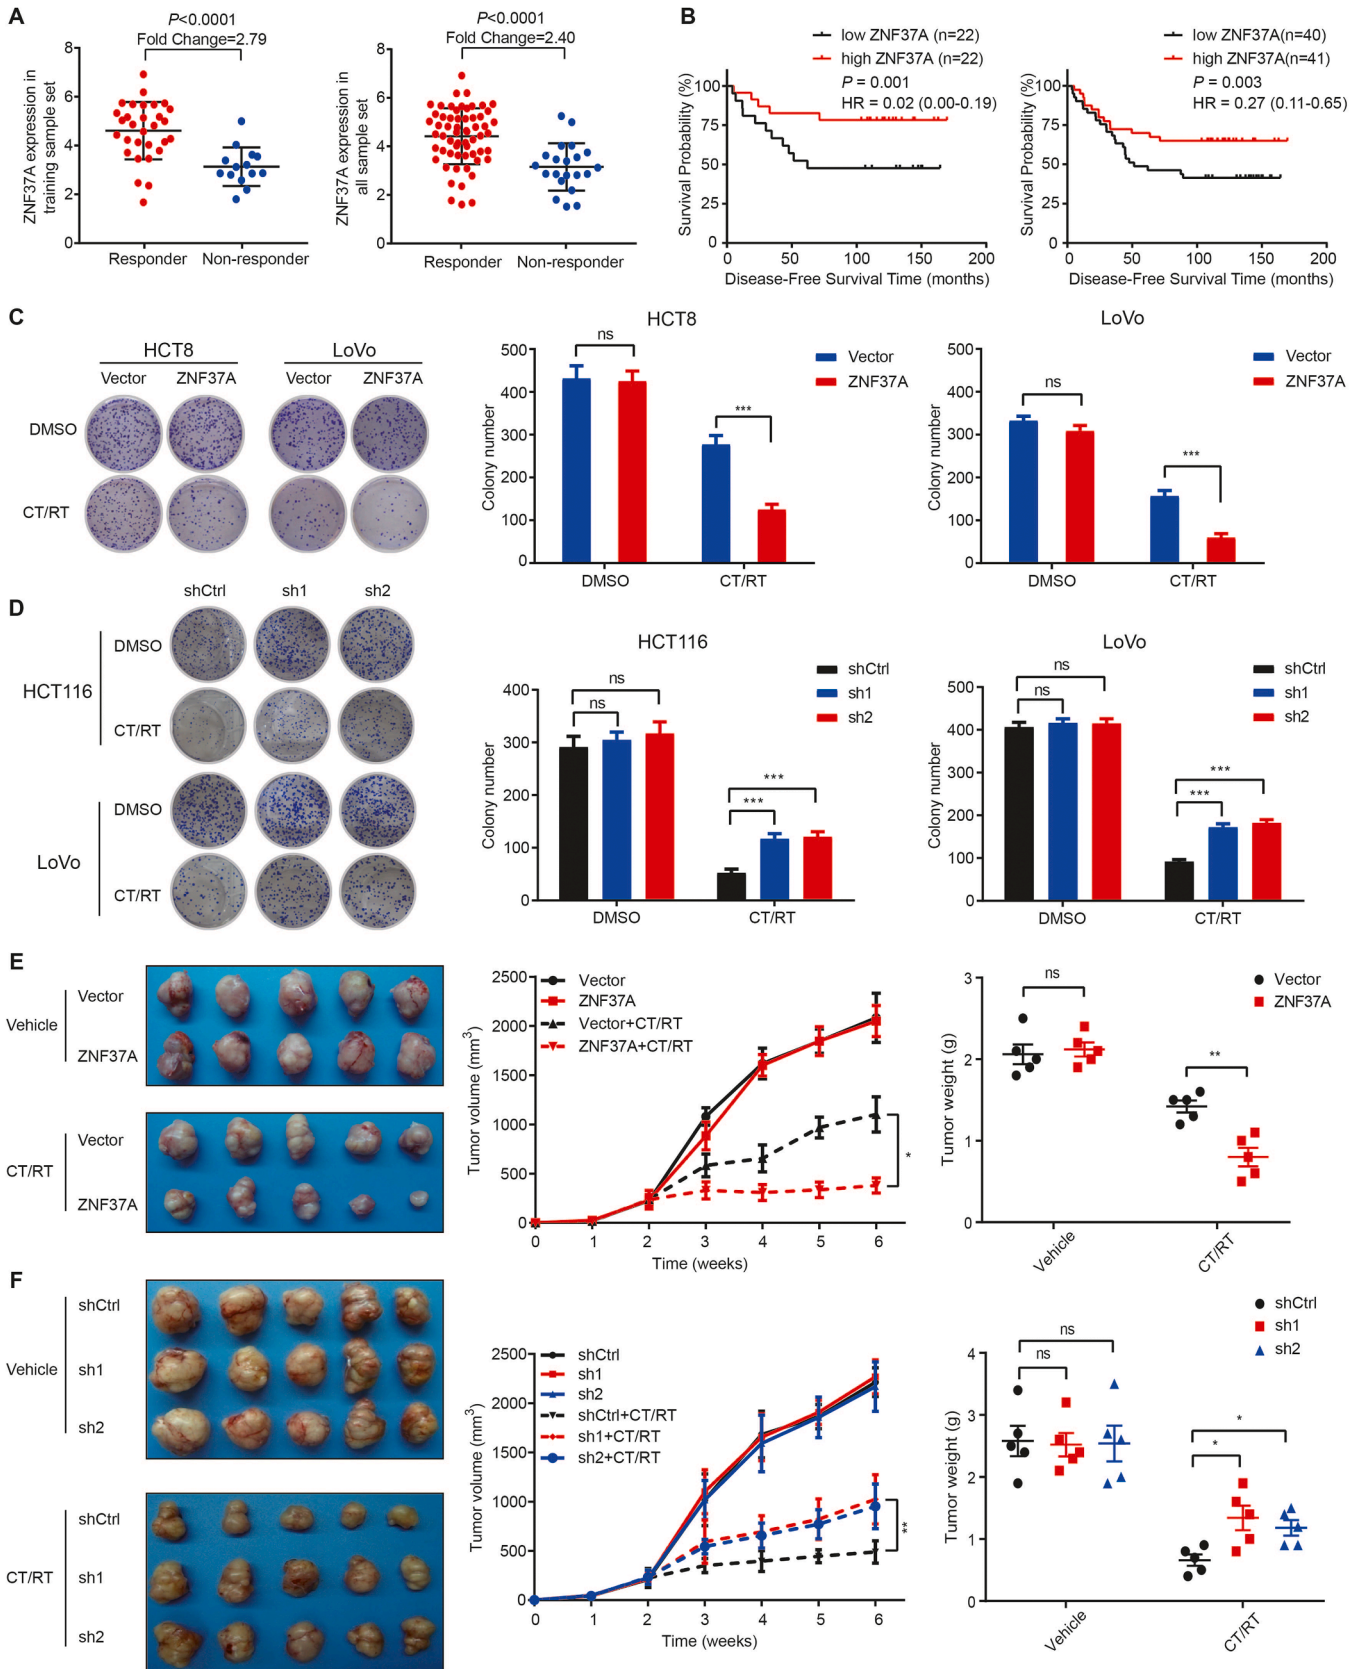 A
P<0.0001
Fold Change=2.79
ZNF37A expression in
training sample set
8
6
4
2
0
Responder
Non-responder
P<0.0001
Fold Change=2.40
ZNF37A expression in
all sample set
8
6
4
2
0
Responder
Non-responder
B
low ZNF37A (n=22)
high ZNF37A (n=22)
P = 0.001
HR = 0.02 (0.00-0.19)
Survival Probability (%)
100
75
50
25
0
0
50
100
150
200
Disease-Free Survival Time (months)
low ZNF37A(n=40)
high ZNF37A(n=41)
P = 0.003
HR = 0.27 (0.11-0.65)
Survival Probability (%)
100
75
50
25
0
0
50
100
150
200
Disease-Free Survival Time (months)
C
HCT8
LoVo
Vector
ZNF37A
Vector
ZNF37A
DMSO
CT/RT
HCT8
Colony number
500
400
300
200
100
0
ns
***
DMSO
CT/RT
Vector
ZNF37A
LoVo
Colony number
500
400
300
200
100
0
ns
***
DMSO
CT/RT
Vector
ZNF37A
D
shCtrl
sh1
sh2
HCT116
DMSO
CT/RT
LoVo
DMSO
CT/RT
HCT116
Colony number
400
300
200
100
0
ns
ns
***
***
DMSO
CT/RT
shCtrl
sh1
sh2
LoVo
Colony number
500
400
300
200
100
0
ns
ns
***
***
DMSO
CT/RT
shCtrl
sh1
sh2
E
Vehicle
Vector
ZNF37A
CT/RT
Vector
ZNF37A
Tumor volume (mm³)
2500
2000
1500
1000
500
0
Vector
ZNF37A
Vector+CT/RT
ZNF37A+CT/RT
*
0
1
2
3
4
5
6
Time (weeks)
Tumor weight (g)
3
2
1
0
ns
**
Vector
ZNF37A
Vehicle
CT/RT
F
Vehicle
shCtrl
sh1
sh2
CT/RT
shCtrl
sh1
sh2
Tumor volume (mm³)
2500
2000
1500
1000
500
0
shCtrl
sh1
sh2
shCtrl+CT/RT
sh1+CT/RT
sh2+CT/RT
**
0
1
2
3
4
5
6
Time (weeks)
Tumor weight (g)
4
3
2
1
0
ns
ns
*
*
shCtrl
sh1
sh2
Vehicle
CT/RT